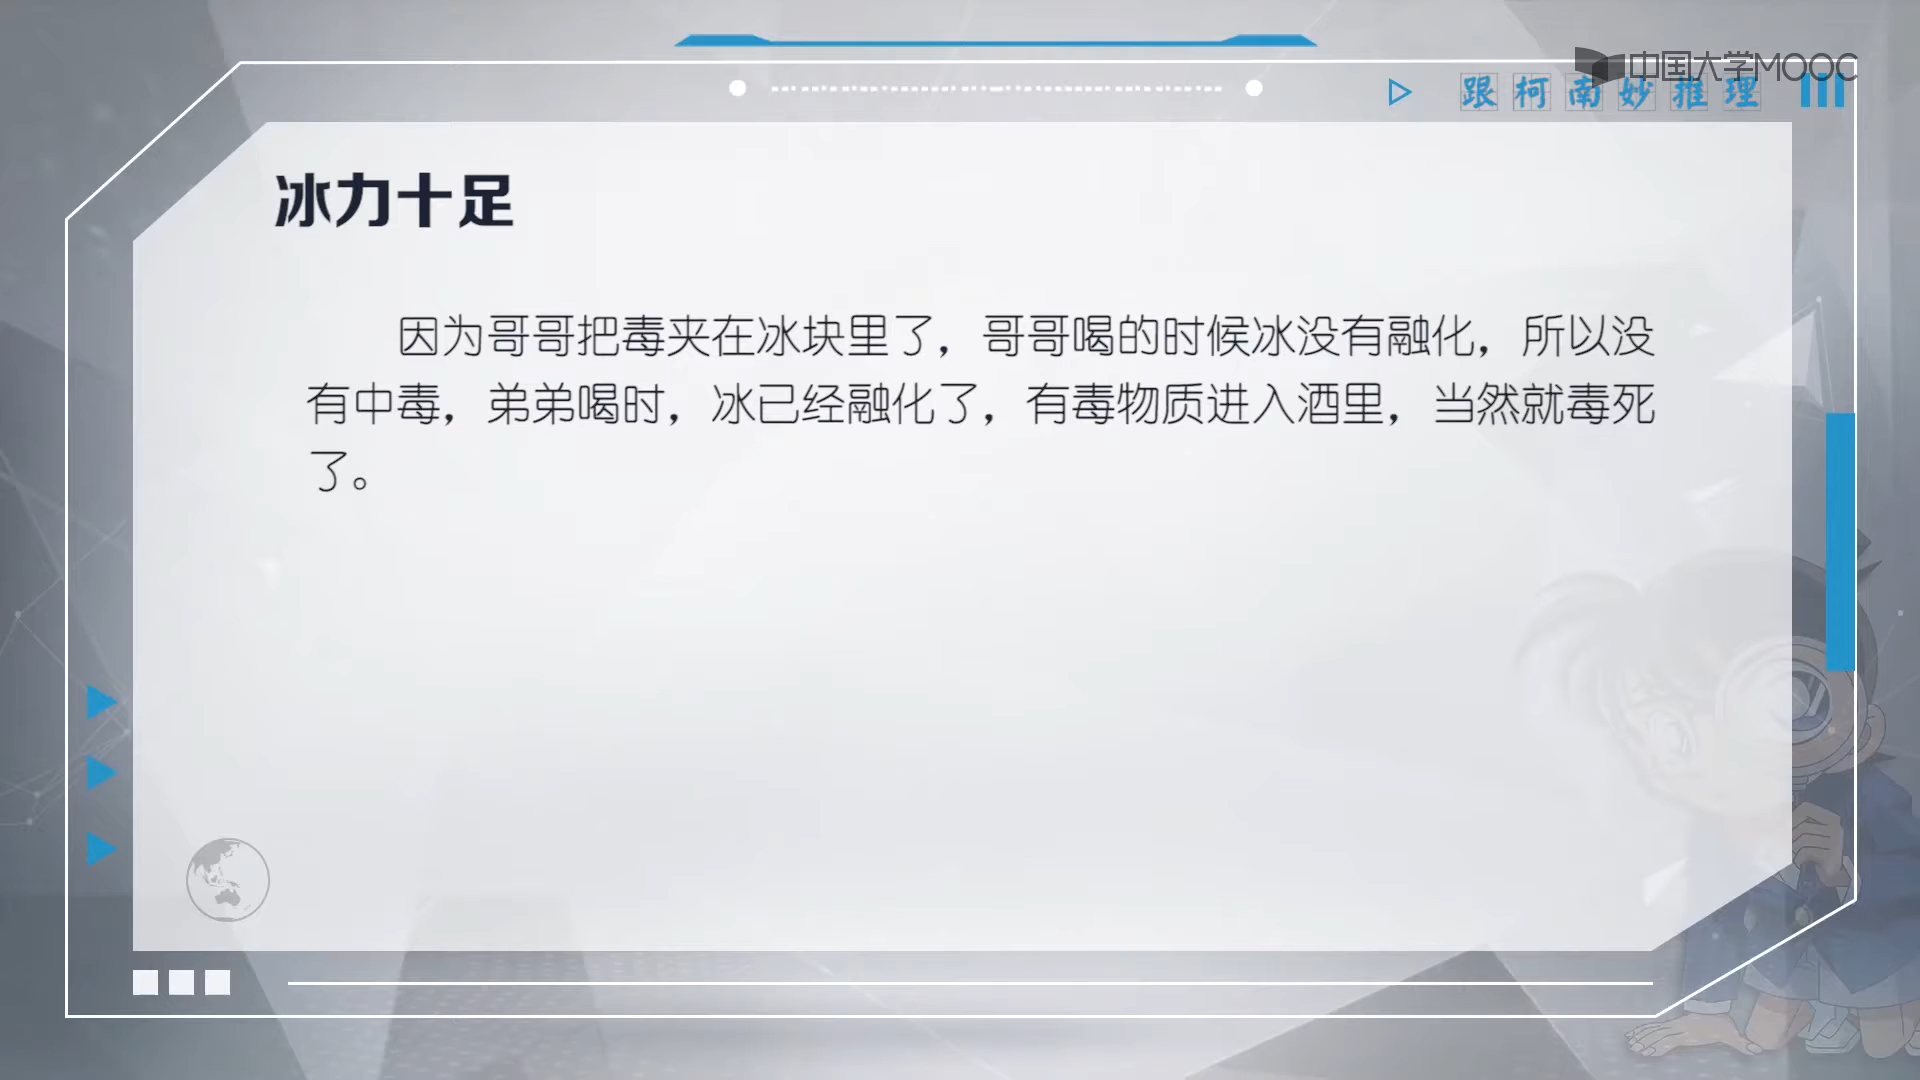 中国大学MOOC
跟柯南妙推理
冰力十足
因为哥哥把毒夹在冰块里了，哥哥喝的时候冰没有融化，所以没
有中毒，弟弟喝时，冰已经融化了，有毒物质进入酒里，当然就毒死
了。